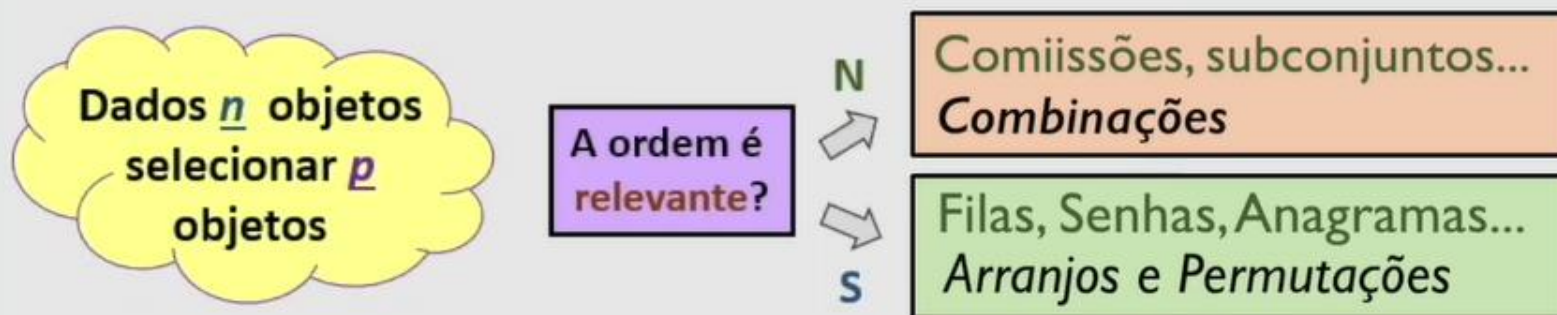 Dados n objetos
selecionar p
objetos
A ordem é
relevante?
N
Comiissões, subconjuntos...
Combinações
S
Filas, Senhas, Anagramas...
Arranjos e Permutações